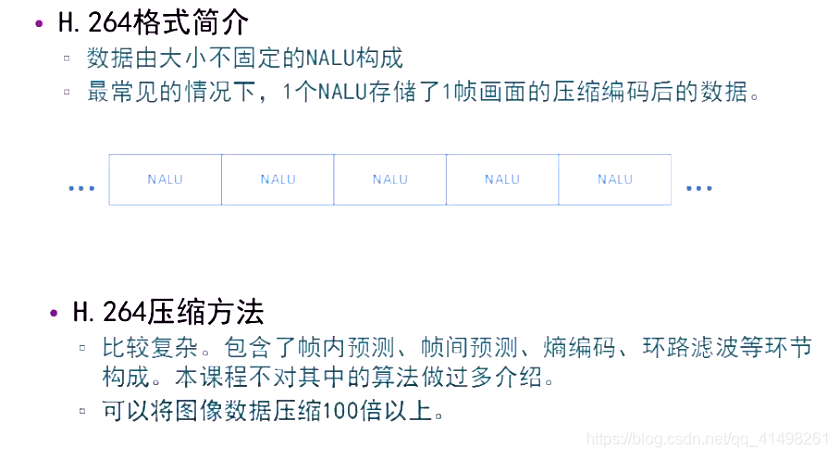 • H.264格式简介
▫ 数据由大小不固定的NALU构成
▫ 最常见的情况下，1个NALU存储了1帧画面的压缩编码后的数据。
... NALU NALU NALU NALU NALU ...
• H.264压缩方法
▫ 比较复杂。包含了帧内预测、帧间预测、熵编码、环路滤波等环节
构成。本课程不对其中的算法做过多介绍。
▫ 可以将图像数据压缩100倍以上。
https://blog.csdn.net/qq_41498261